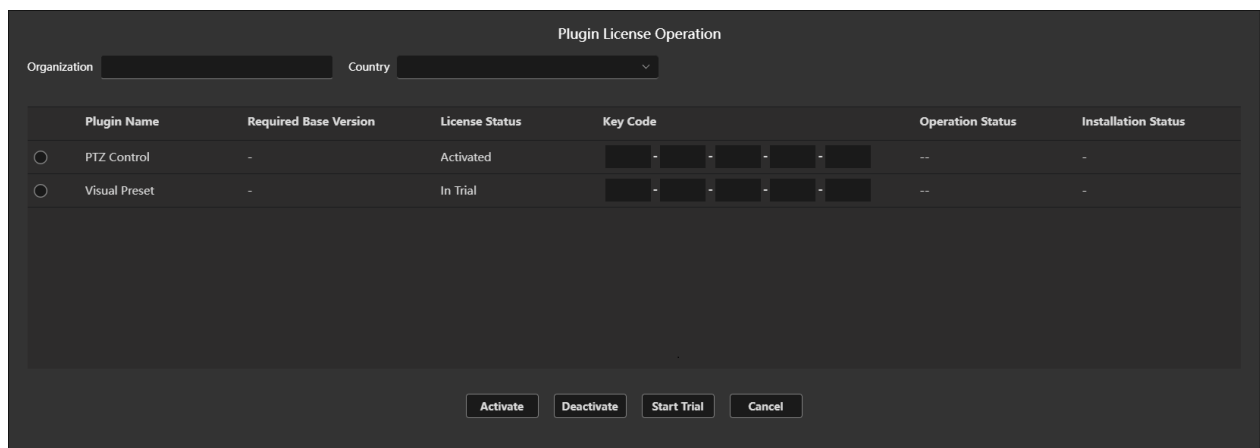 Plugin License Operation
Organization Country
Plugin Name Required Base Version License Status Key Code Operation Status Installation Status
PTZ Control - Activated - - - - -- -
Visual Preset - In Trial - - - - -- -
Activate Deactivate Start Trial Cancel